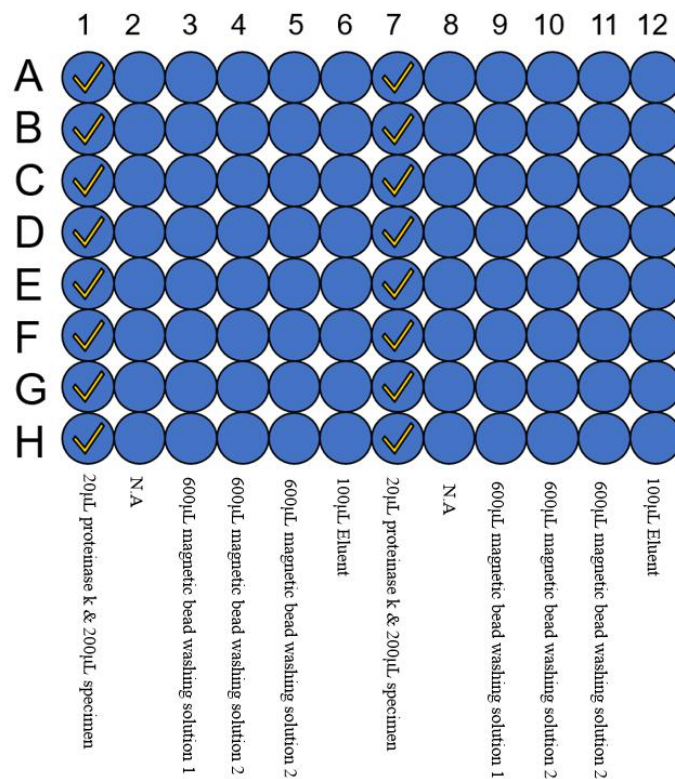 1 2 3 4 5 6 7 8 9 10 11 12
A
B
C
D
E
F
G
H
20μL proteinase k & 200μL specimen
N.A
600μL magnetic bead washing solution 1
600μL magnetic bead washing solution 2
600μL magnetic bead washing solution 2
100μL Eluent
20μL proteinase k & 200μL specimen
N.A
600μL magnetic bead washing solution 1
600μL magnetic bead washing solution 2
600μL magnetic bead washing solution 2
100μL Eluent